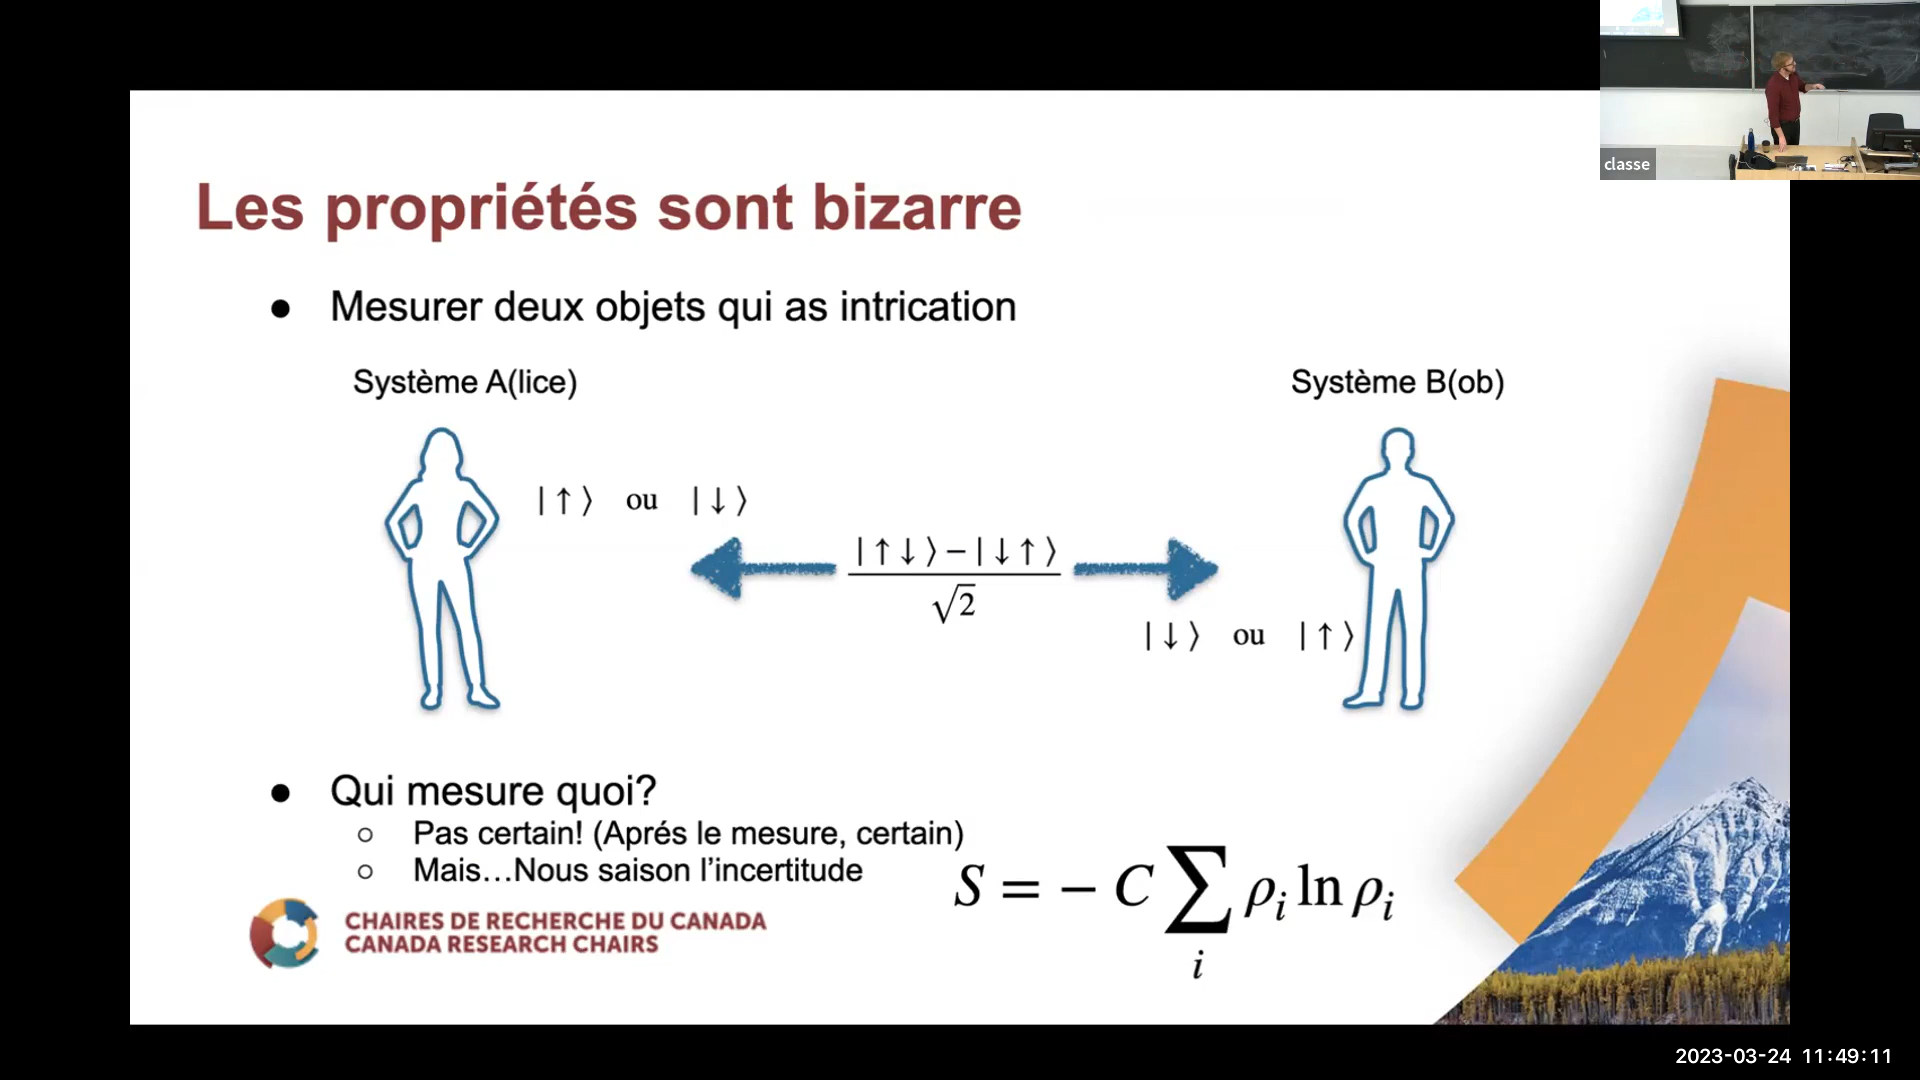 classe
Les propriétés sont bizarre
● Mesurer deux objets qui as intrication
Système A(lice)
Système B(ob)
|↑⟩ ou |↓⟩
|↑↓⟩−|↓↑⟩
√2
|↓⟩ ou |↑⟩
● Qui mesure quoi?
○ Pas certain! (Aprés le mesure, certain)
○ Mais…Nous saison l'incertitude
S = − C ∑ ρᵢ ln ρᵢ
i
CHAIRES DE RECHERCHE DU CANADA
CANADA RESEARCH CHAIRS
2023-03-24 11:49:11